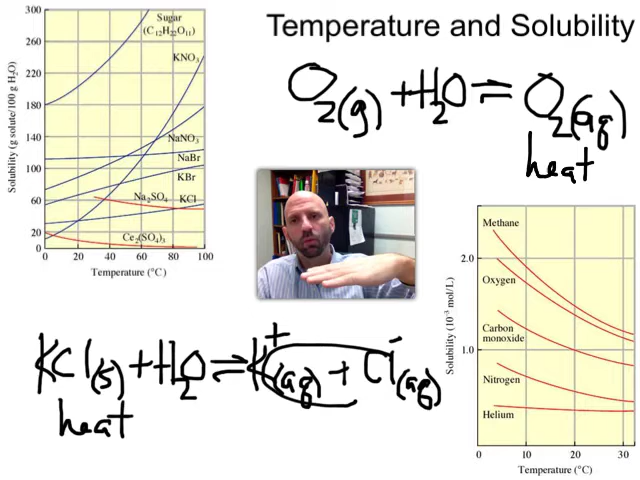 Temperature and Solubility
300
260
220
180
140
100
60
20
0
Solubility (g solute/100 g H₂O)
Sugar
(C₁₂H₂₂O₁₁)
KNO₃
NaNO₃
NaBr
KBr
Na₂SO₄
KCl
Ce₂(SO₄)₃
0 20 40 60 80 100
Temperature (°C)
O₂(g) + H₂O ⇌ O₂(aq)
heat
KCl(s) + H₂O ⇌ K⁺(aq) + Cl⁻(aq)
heat
Solubility (10⁻³ mol/L)
2.0
1.0
Methane
Oxygen
Carbon
monoxide
Nitrogen
Helium
0 10 20 30
Temperature (°C)